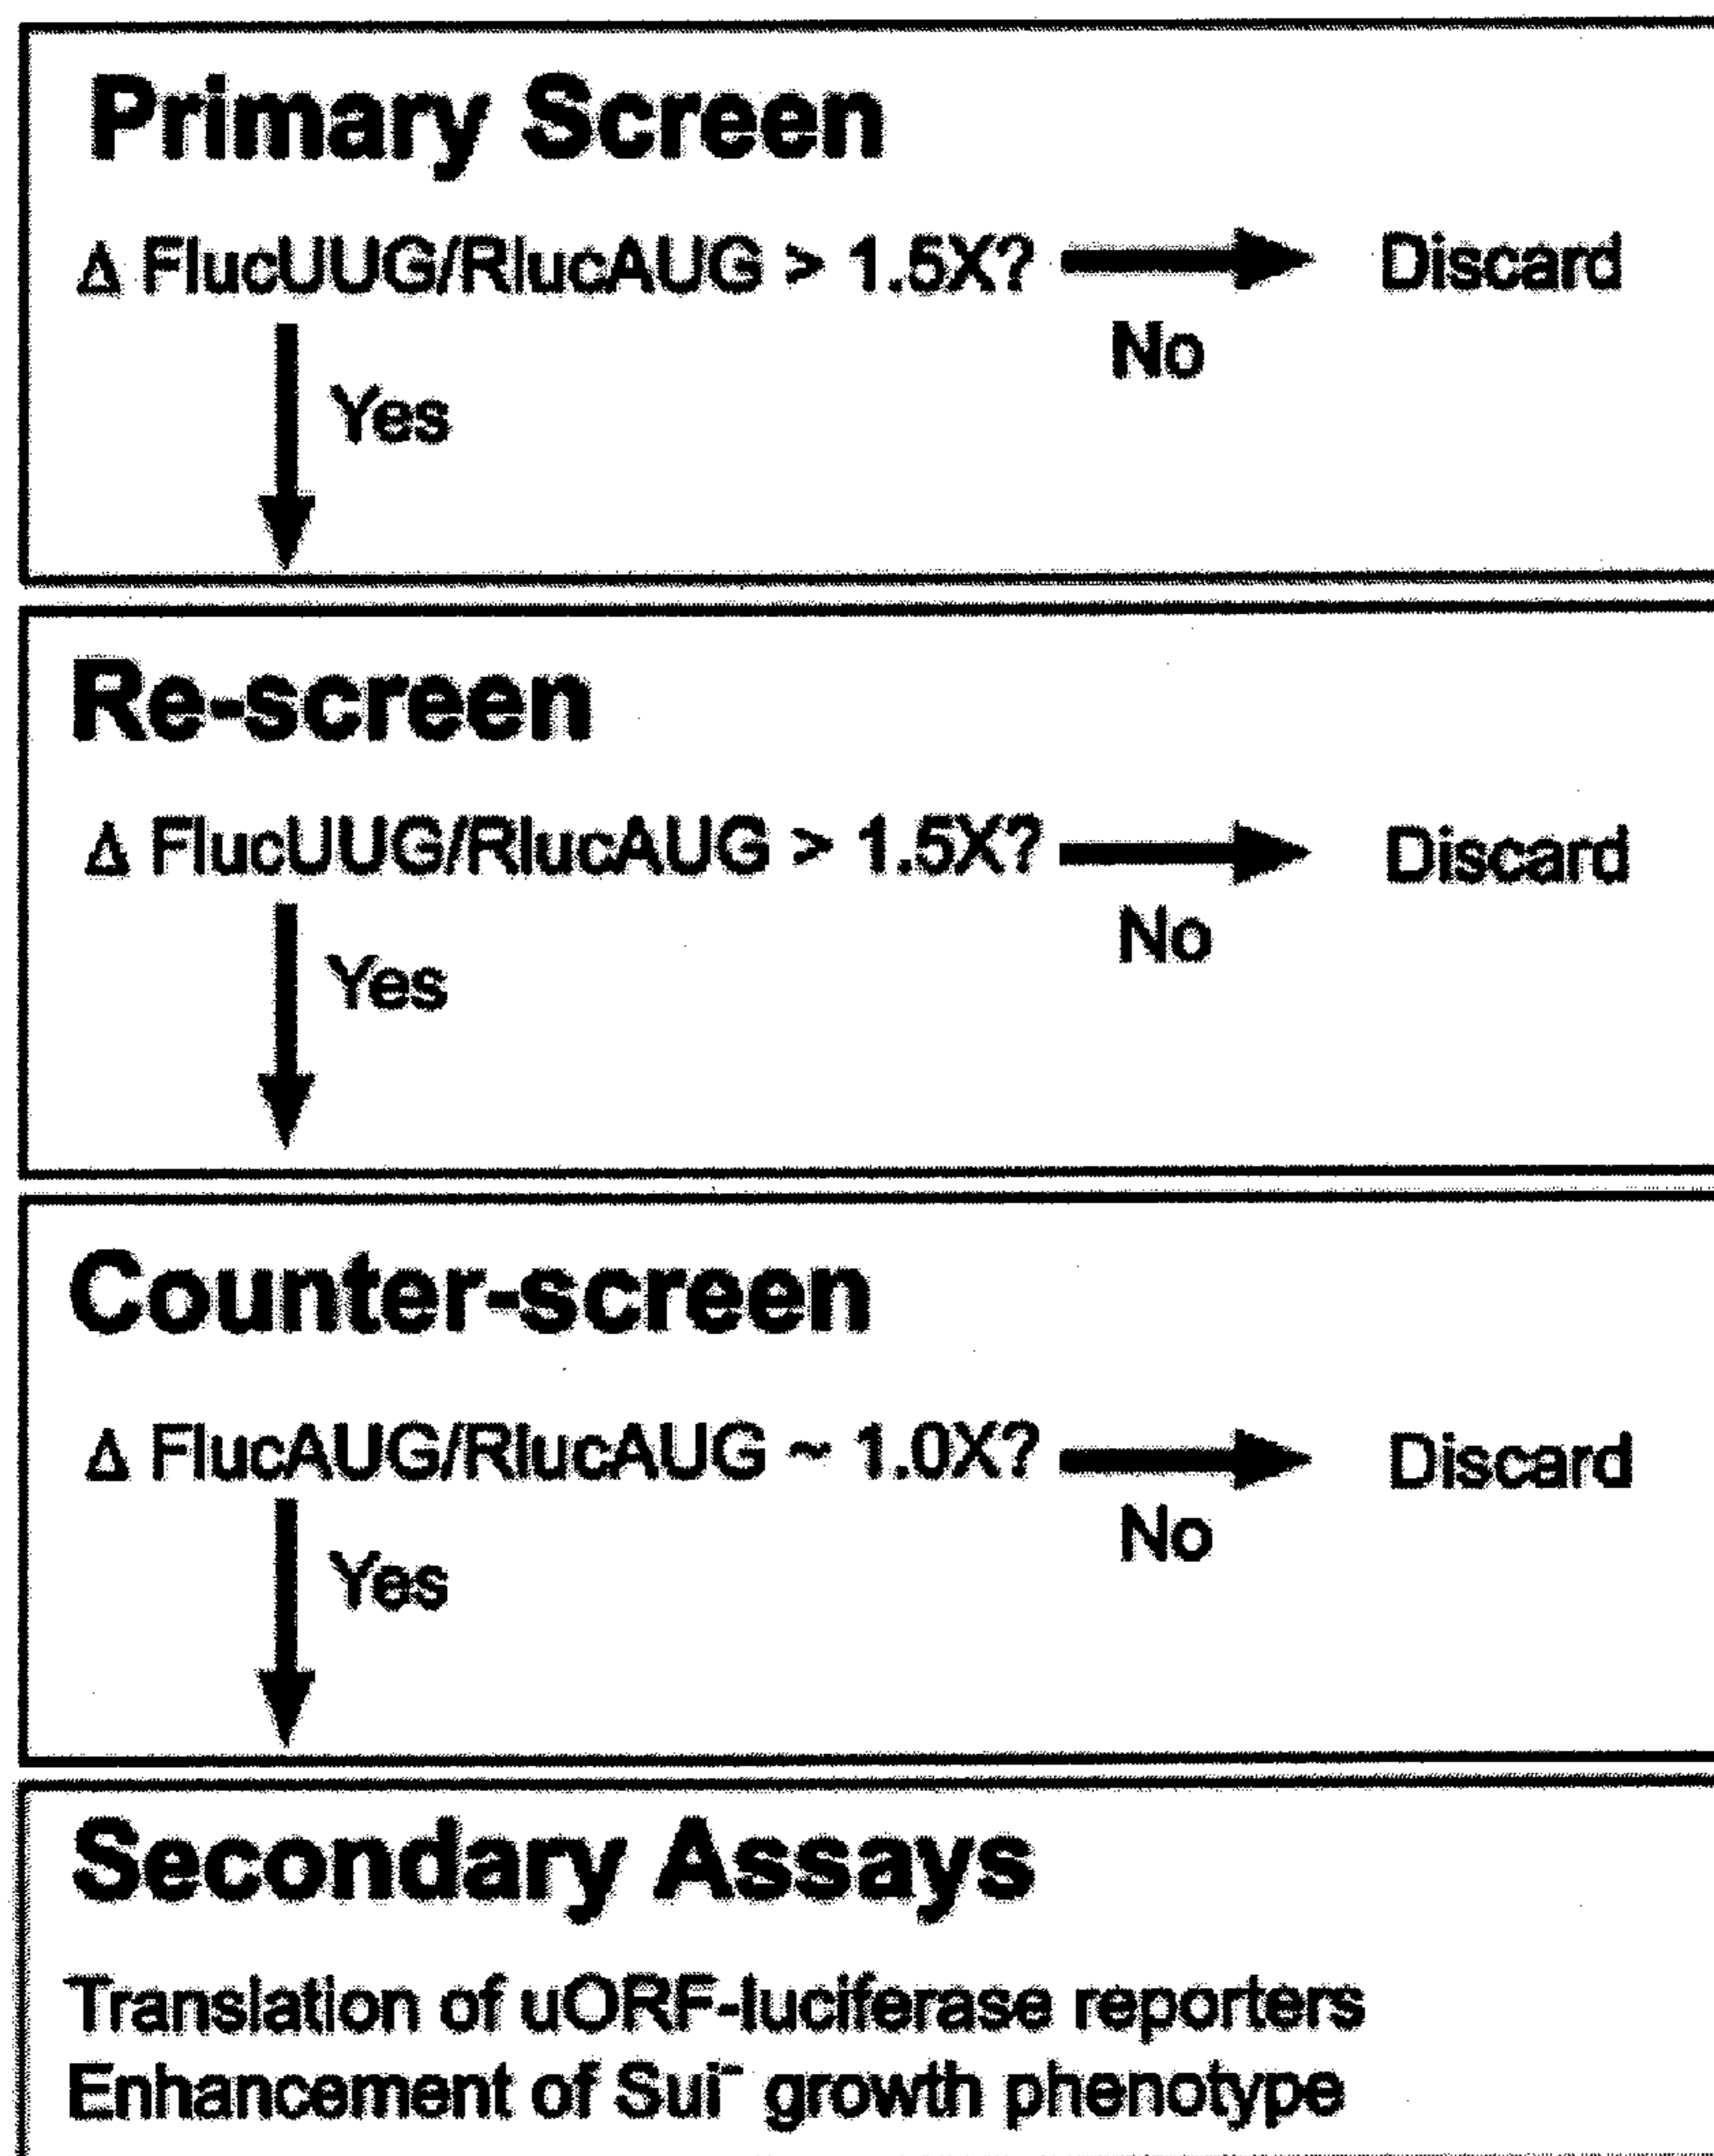 Primary Screen
Δ FlucUUG/RlucAUG > 1.5X?
Discard
No
Yes
Re-screen
Δ FlucUUG/RlucAUG > 1.5X?
Discard
No
Yes
Counter-screen
Δ FlucAUG/RlucAUG ~ 1.0X?
Discard
No
Yes
Secondary Assays
Translation of uORF-luciferase reporters
Enhancement of Sui⁻ growth phenotype